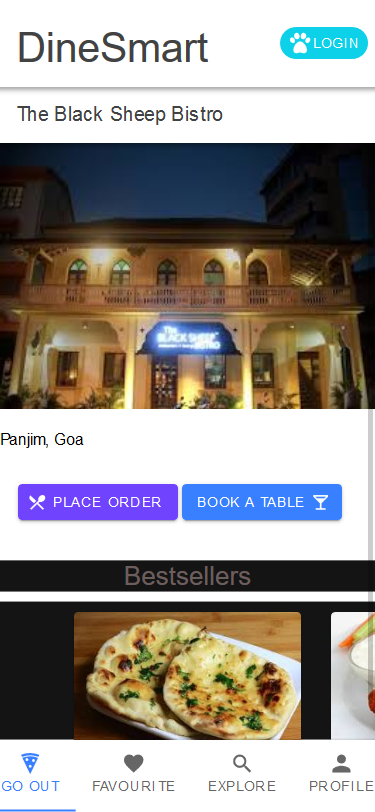 DineSmart
LOGIN
The Black Sheep Bistro
The
BLACK SHEEP
BISTRO
Panjim, Goa
PLACE ORDER
BOOK A TABLE
Bestsellers
GO OUT
FAVOURITE
EXPLORE
PROFILE